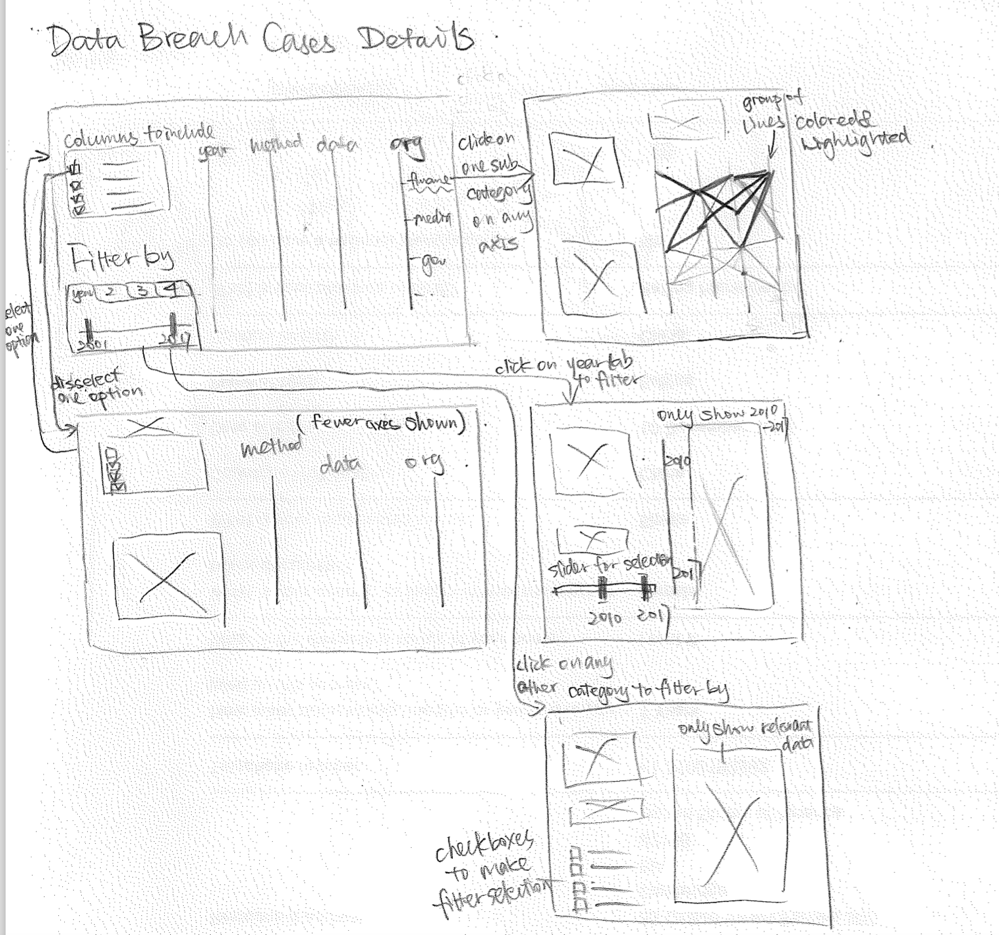 Data Breach Cases Details.
columns to include
year method data org
finance
media
gov
click on
one sub
category
on any
axis
group of
lines colored &
highlighted
Filter by
year 2 3 4
2001 2017
select
one
option
disselect
one option
click on year tab
to filter
(fewer axes shown)
method
data
org
only show 2010
-2017
2010
2017
slider for selection
2010 2017
click on any
other category to filter by
only show relevant
data
checkboxes
to make
filter selection